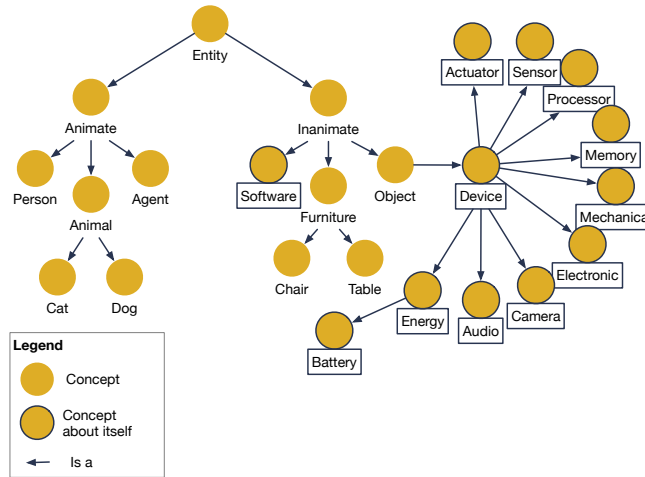 Entity
Actuator
Sensor
Processor
Animate
Inanimate
Memory
Person
Animal
Agent
Software
Furniture
Object
Device
Mechanica
Electronic
Cat
Dog
Chair
Table
Energy
Audio
Camera
Battery
Legend
Concept
Concept
about itself
Is a